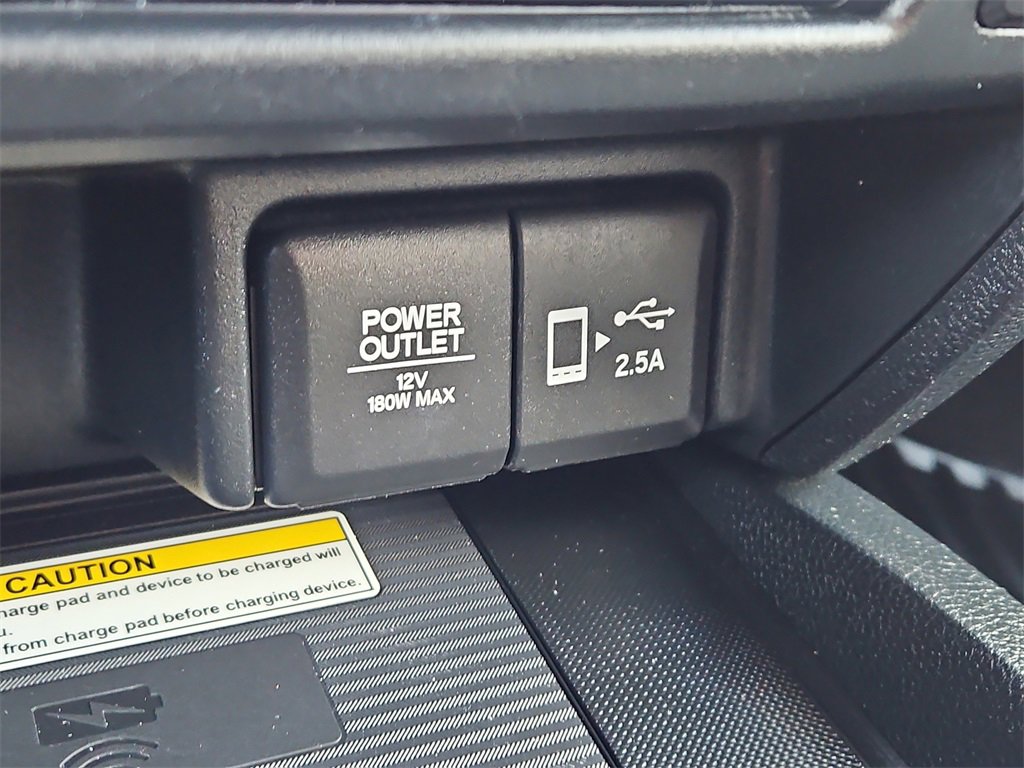 POWER
OUTLET
12V
180W MAX
2.5A
CAUTION
harge pad and device to be charged will
u.
from charge pad before charging device.